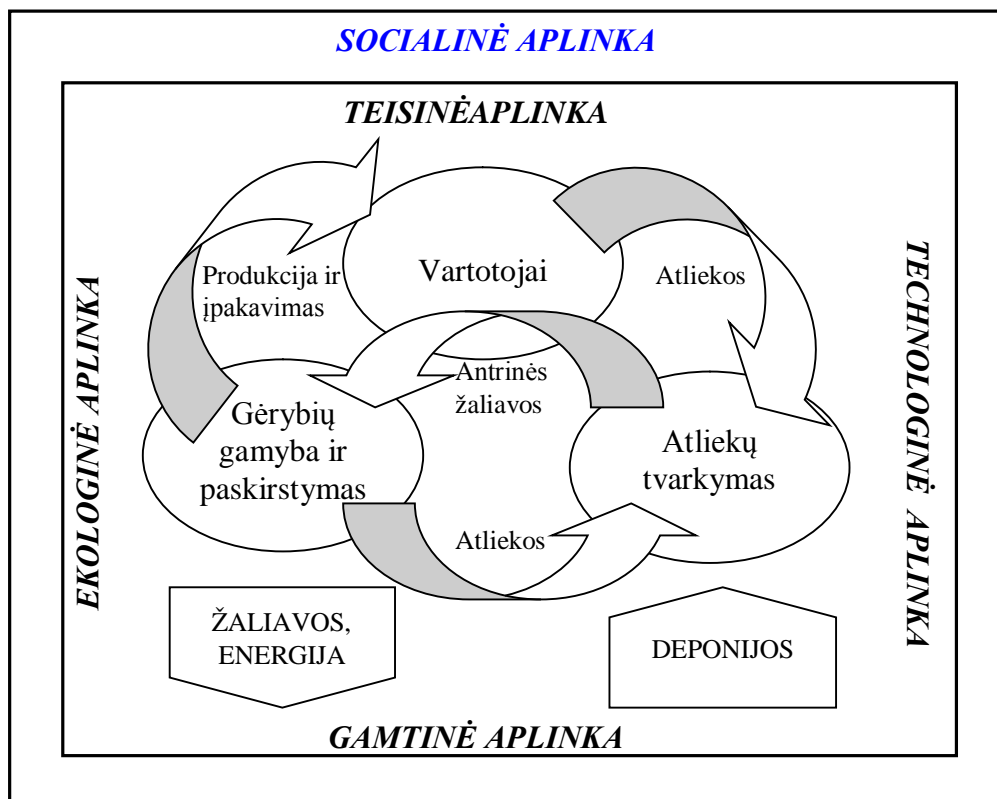 SOCIALINĖ APLINKA
TEISINĖAPLINKA
EKOLOGINĖ APLINKA
Produkcija ir
įpakavimas
Vartotojai
Atliekos
TECHNOLOGINĖ APLINKA
Antrinės
žaliavos
Gėrybių
gamyba ir
paskirstymas
Atliekų
tvarkymas
Atliekos
ŽALIAVOS,
ENERGIJA
DEPONIJOS
GAMTINĖ APLINKA